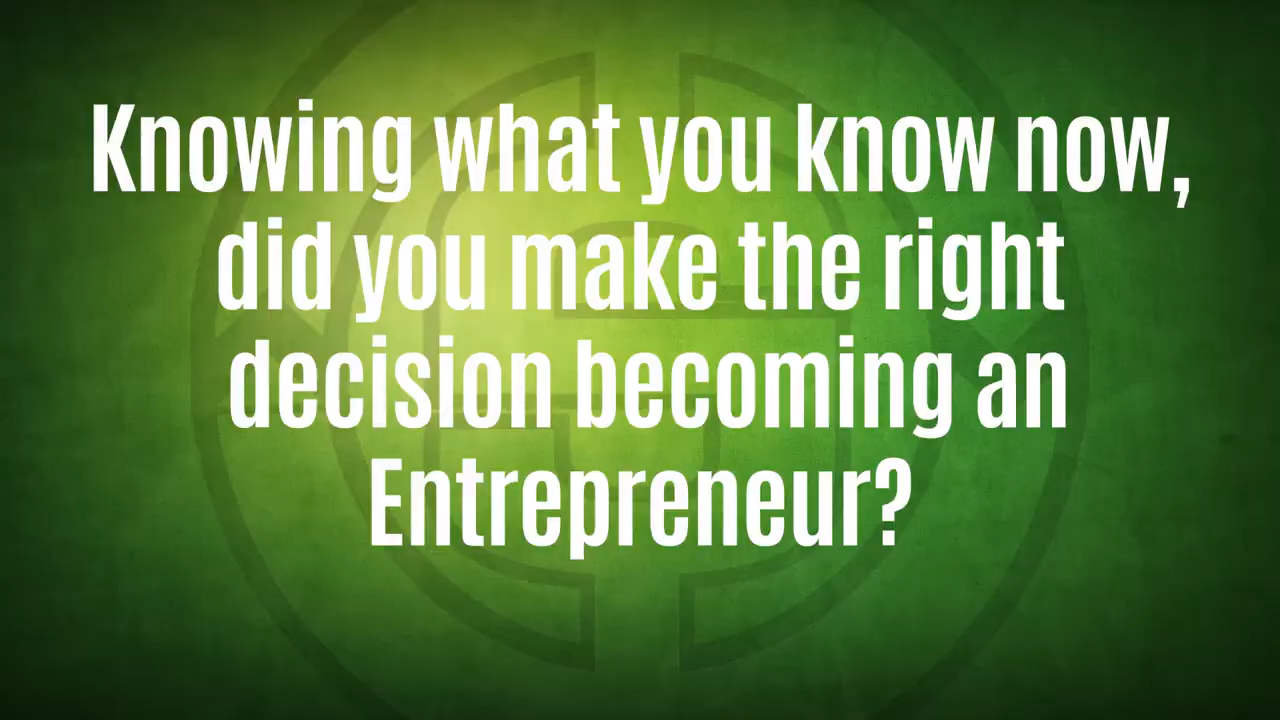 Knowing what you know now,
did you make the right
decision becoming an
Entrepreneur?